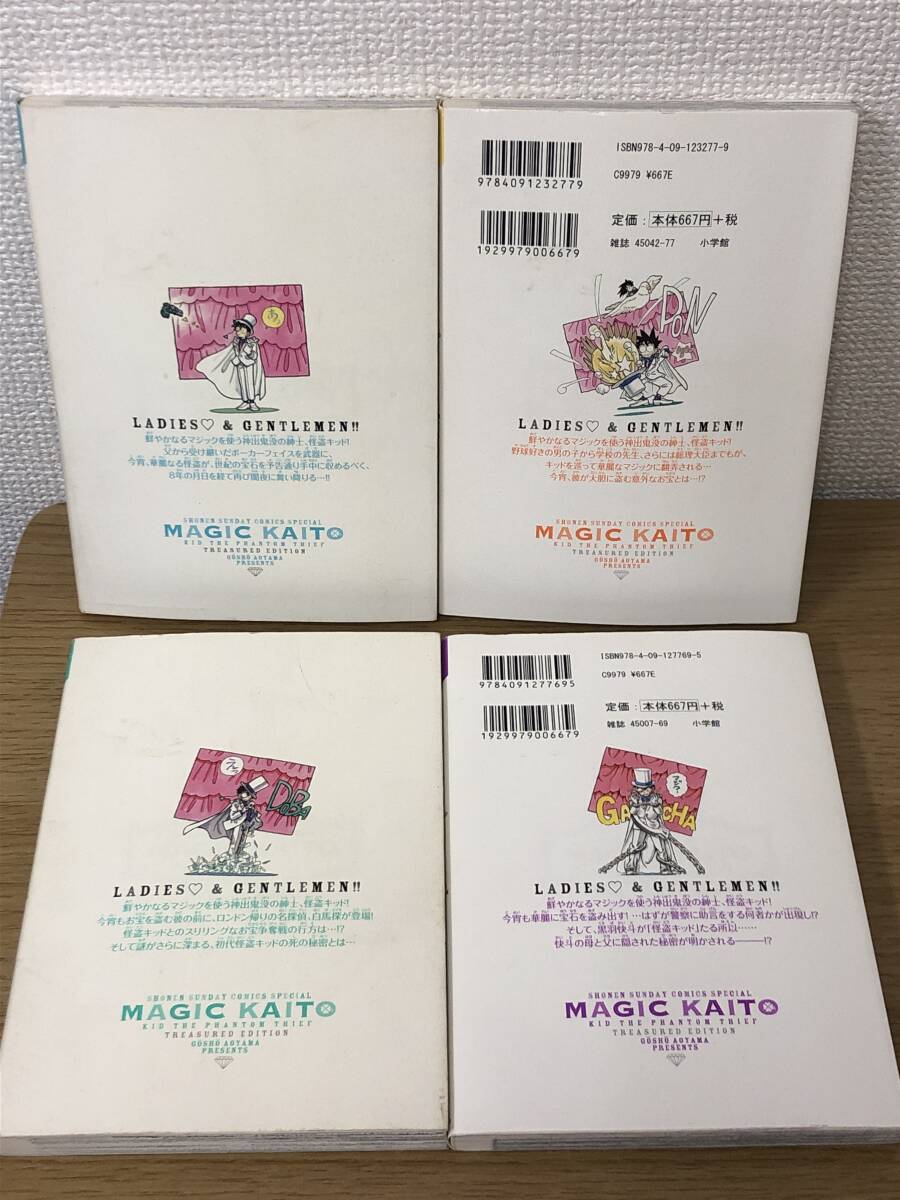 あ
LADIES♡ & GENTLEMEN!!
鮮やかなるマジックを使う神出鬼没の紳士、怪盗キッド!
父から受け継いだポーカーフェイスを武器に、
今宵、華麗なる怪盗が、世紀の宝石を予告通り手中に収めるべく、
8年の月日を経て再び闇夜に舞い降りる…!!
SHONEN SUNDAY COMICS SPECIAL
MAGIC KAITO
KID THE PHANTOM THIEF
TREASURED EDITION
GŌSHŌ AOYAMA
PRESENTS
9784091232779
ISBN978-4-09-123277-9
C9979 ¥667E
1929979006679
定価:本体667円+税
雑誌 45042-77 小学館
PON
LADIES♡ & GENTLEMEN!!
鮮やかなるマジックを使う神出鬼没の紳士、怪盗キッド!
野球好きの男の子から学校の先生、さらには総理大臣までもが、
キッドを巡って華麗なマジックに翻弄される…
今宵、彼が大胆に盗む意外なお宝とは…!?
SHONEN SUNDAY COMICS SPECIAL
MAGIC KAITO
KID THE PHANTOM THIEF
TREASURED EDITION
GŌSHŌ AOYAMA
PRESENTS
えっ
DOBA
LADIES♡ & GENTLEMEN!!
鮮やかなるマジックを使う神出鬼没の紳士、怪盗キッド!
今宵もお宝を盗む彼の前に、ロンドン帰りの名探偵、白馬探が登場!
怪盗キッドとのスリリングなお宝争奪戦の行方は…!?
そして謎がさらに深まる、初代怪盗キッドの死の秘密とは…
SHONEN SUNDAY COMICS SPECIAL
MAGIC KAITO
KID THE PHANTOM THIEF
TREASURED EDITION
GŌSHŌ AOYAMA
PRESENTS
9784091277695
ISBN978-4-09-127769-5
C9979 ¥667E
1929979006679
定価:本体667円+税
雑誌 45007-69 小学館
マジ?
GACHA
LADIES♡ & GENTLEMEN!!
鮮やかなるマジックを使う神出鬼没の紳士、怪盗キッド!
今宵も華麗に宝石を盗み出す!…はずが警察に助言をする何者かが出現し!?
そして、黒羽快斗が「怪盗キッド」たる所以……
快斗の母と父に隠された秘密が明かされる———!?
SHONEN SUNDAY COMICS SPECIAL
MAGIC KAITO
KID THE PHANTOM THIEF
TREASURED EDITION
GŌSHŌ AOYAMA
PRESENTS